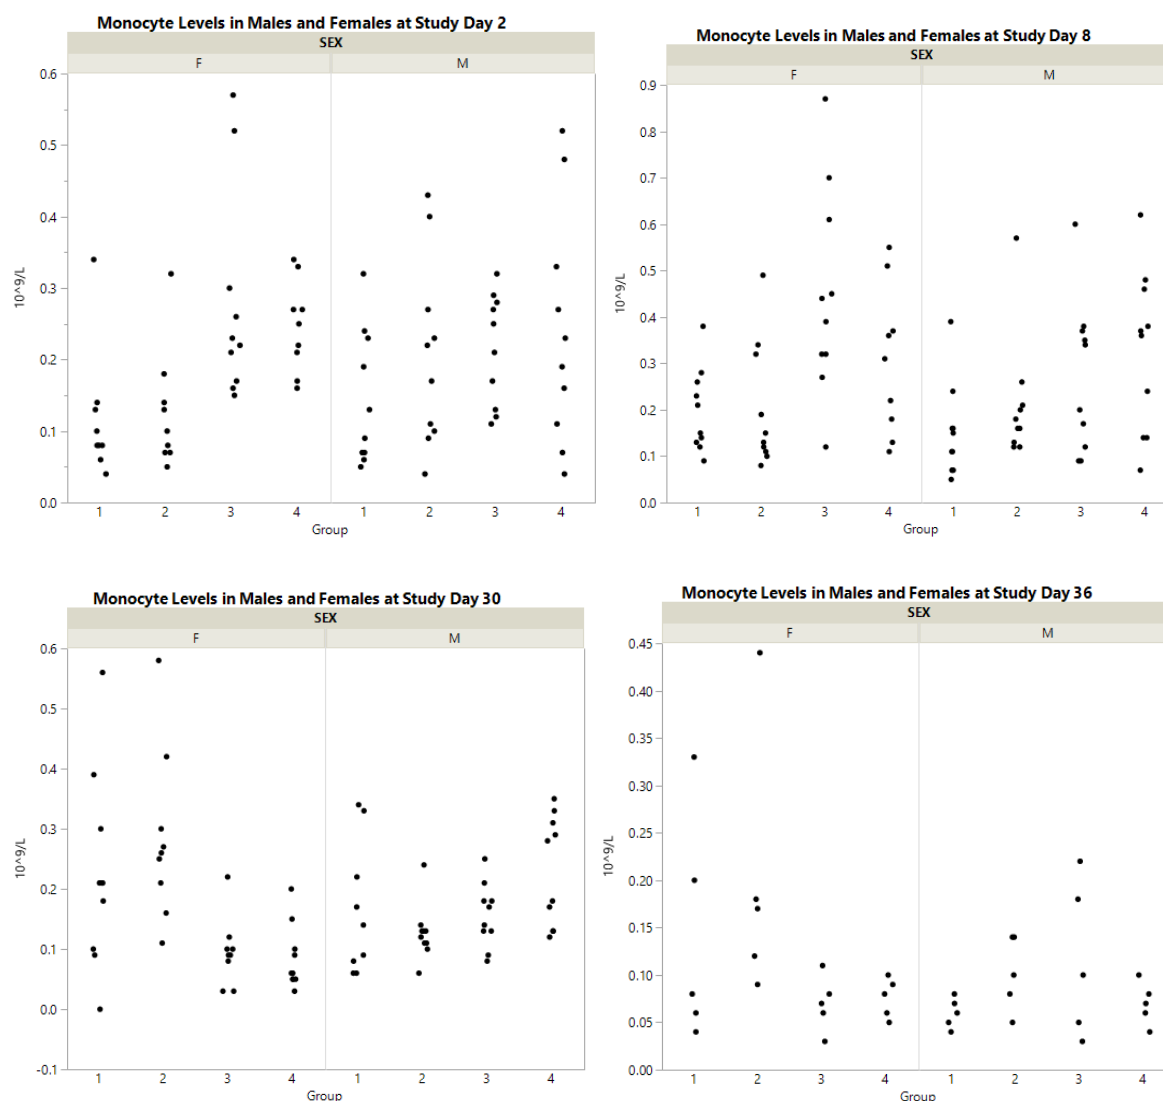 Monocyte Levels in Males and Females at Study Day 2
SEX
F M
0.6
0.5
0.4
0.3
0.2
0.1
0.0
10^9/L
1 2 3 4 1 2 3 4
Group
Monocyte Levels in Males and Females at Study Day 8
SEX
F M
0.9
0.8
0.7
0.6
0.5
0.4
0.3
0.2
0.1
0.0
10^9/L
1 2 3 4 1 2 3 4
Group
Monocyte Levels in Males and Females at Study Day 30
SEX
F M
0.6
0.5
0.4
0.3
0.2
0.1
0.0
-0.1
10^9/L
1 2 3 4 1 2 3 4
Group
Monocyte Levels in Males and Females at Study Day 36
SEX
F M
0.45
0.40
0.35
0.30
0.25
0.20
0.15
0.10
0.05
0.00
10^9/L
1 2 3 4 1 2 3 4
Group